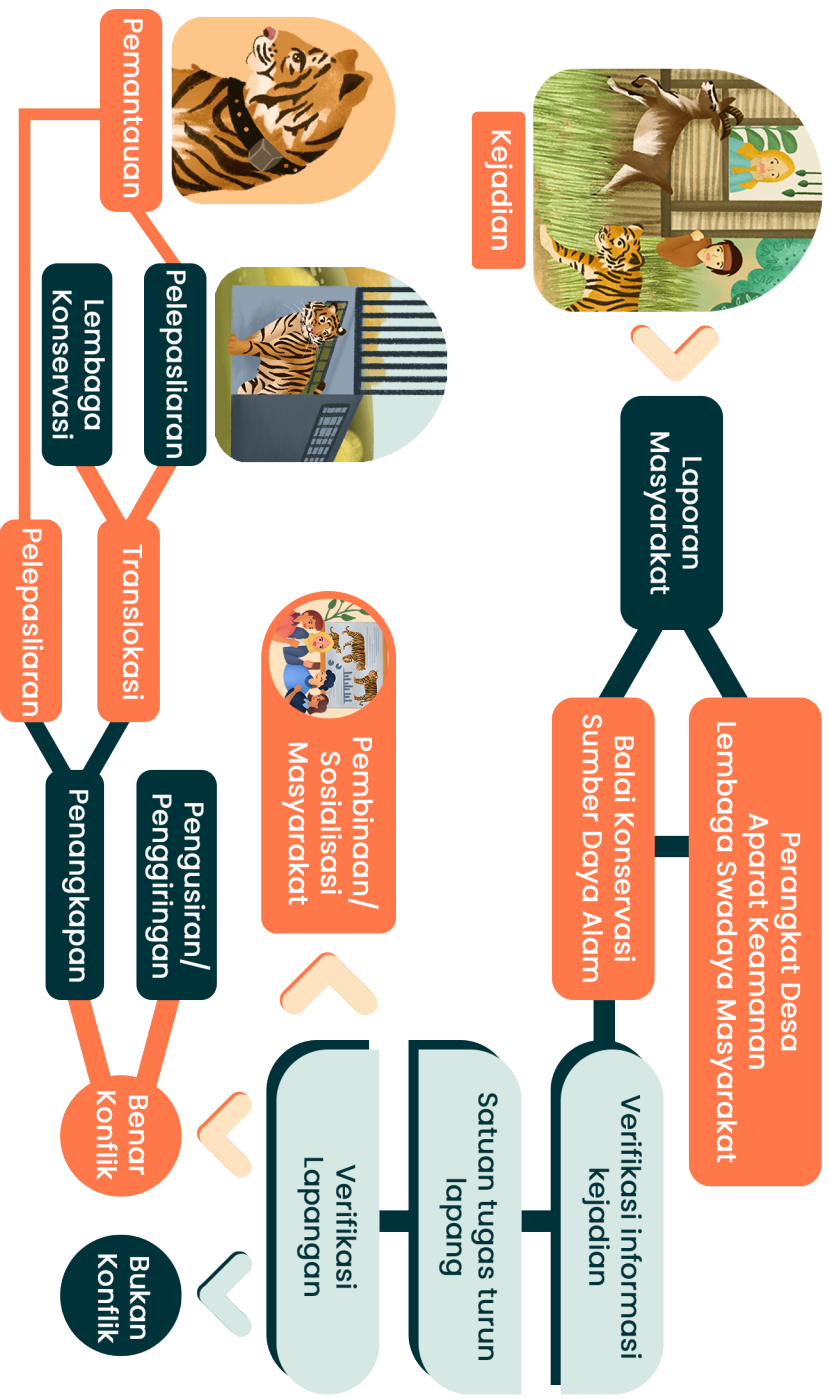 Kejadian
Laporan
Masyarakat
Perangkat Desa
Aparat Keamanan
Lembaga Swadaya Masyarakat
Balai Konservasi
Sumber Daya Alam
Verifikasi informasi
kejadian
Satuan tugas turun
lapang
Verifikasi
Lapangan
Pembinaan/
Sosialisasi
Masyarakat
Benar
Konflik
Bukan
Konflik
Pengusiran/
Penggiringan
Penangkapan
Translokasi
Pelepasliaran
Pelepasliaran
Lembaga
Konservasi
Pemantauan